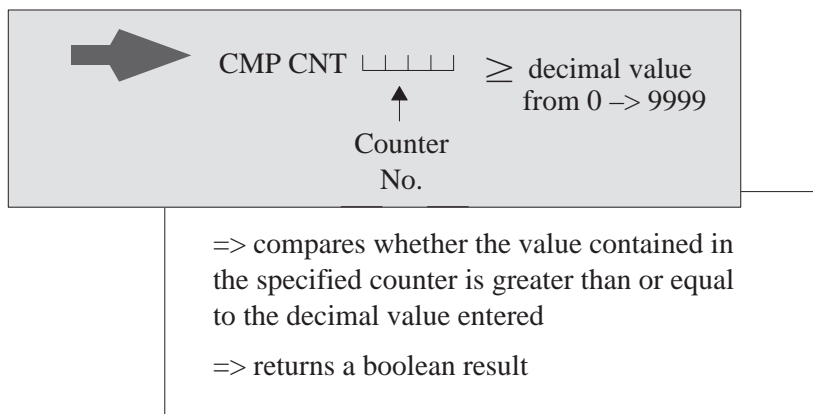 CMP CNT ≥ decimal value
from 0 –> 9999
Counter
No.
=> compares whether the value contained in
the specified counter is greater than or equal
to the decimal value entered
=> returns a boolean result